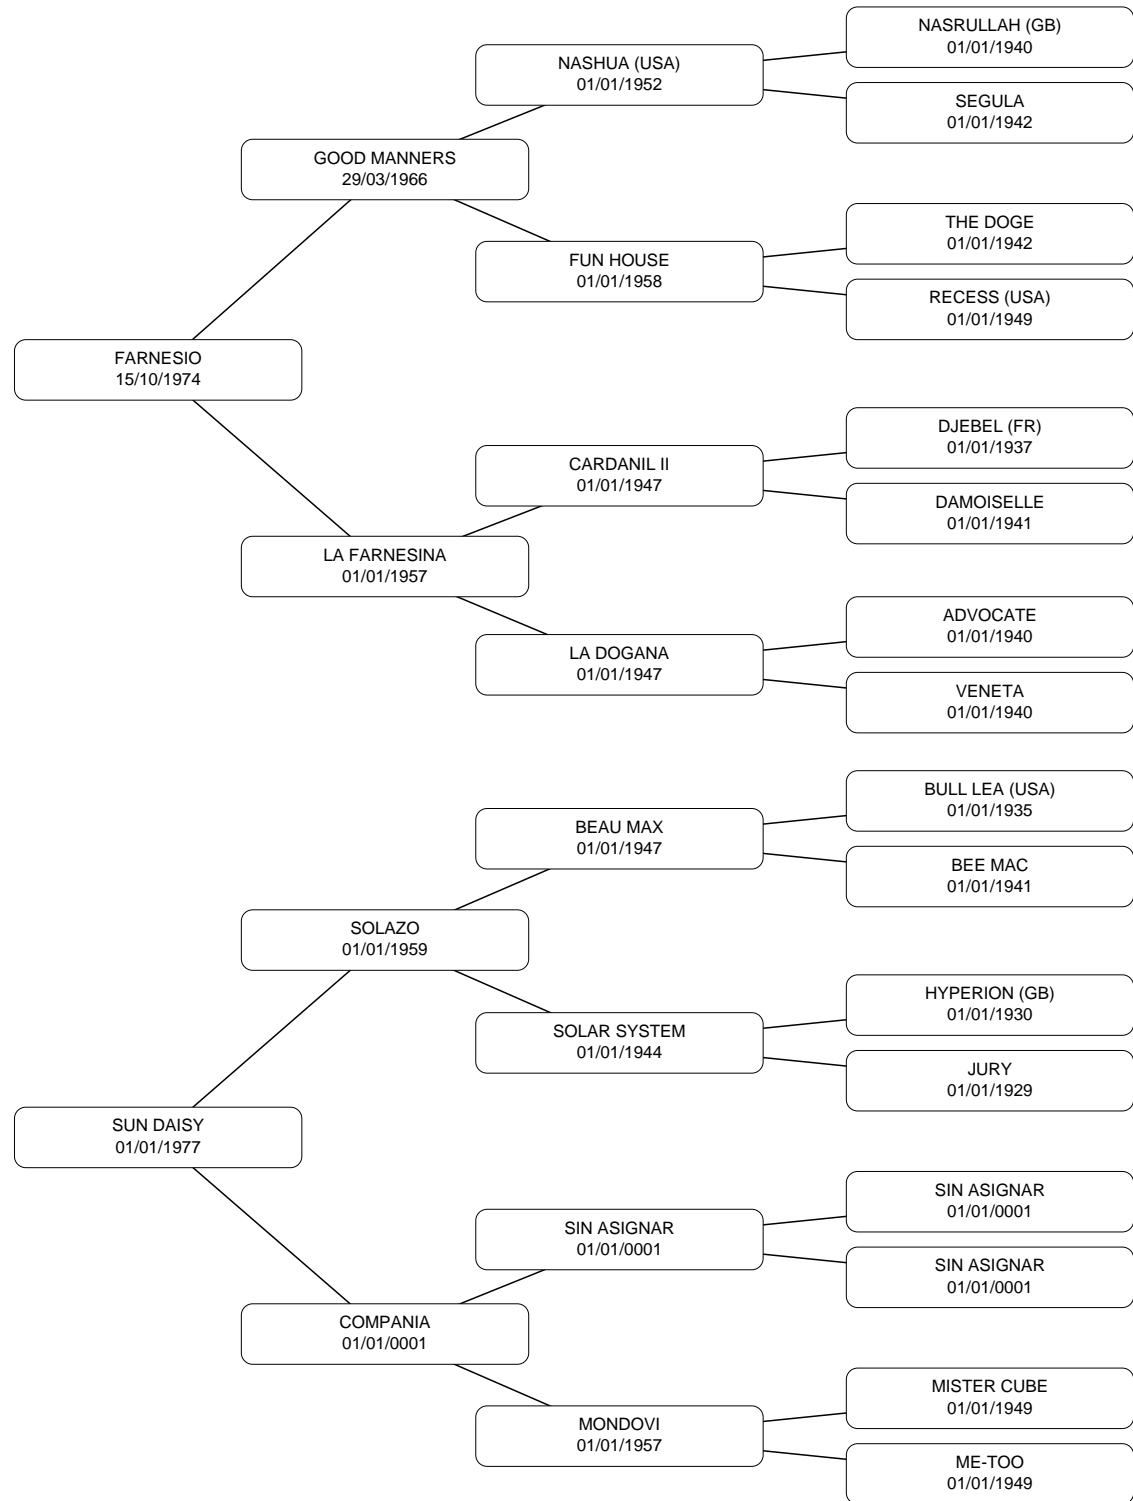 NASRULLAH (GB)
01/01/1940
NASHUA (USA)
01/01/1952
SEGULA
01/01/1942
GOOD MANNERS
29/03/1966
THE DOGE
01/01/1942
FUN HOUSE
01/01/1958
RECESS (USA)
01/01/1949
FARNESIO
15/10/1974
DJEBEL (FR)
01/01/1937
CARDANIL II
01/01/1947
DAMOISELLE
01/01/1941
LA FARNESINA
01/01/1957
ADVOCATE
01/01/1940
LA DOGANA
01/01/1947
VENETA
01/01/1940
BULL LEA (USA)
01/01/1935
BEAU MAX
01/01/1947
BEE MAC
01/01/1941
SOLAZO
01/01/1959
HYPERION (GB)
01/01/1930
SOLAR SYSTEM
01/01/1944
JURY
01/01/1929
SUN DAISY
01/01/1977
SIN ASIGNAR
01/01/0001
SIN ASIGNAR
01/01/0001
SIN ASIGNAR
01/01/0001
COMPANIA
01/01/0001
MISTER CUBE
01/01/1949
MONDOVI
01/01/1957
ME-TOO
01/01/1949